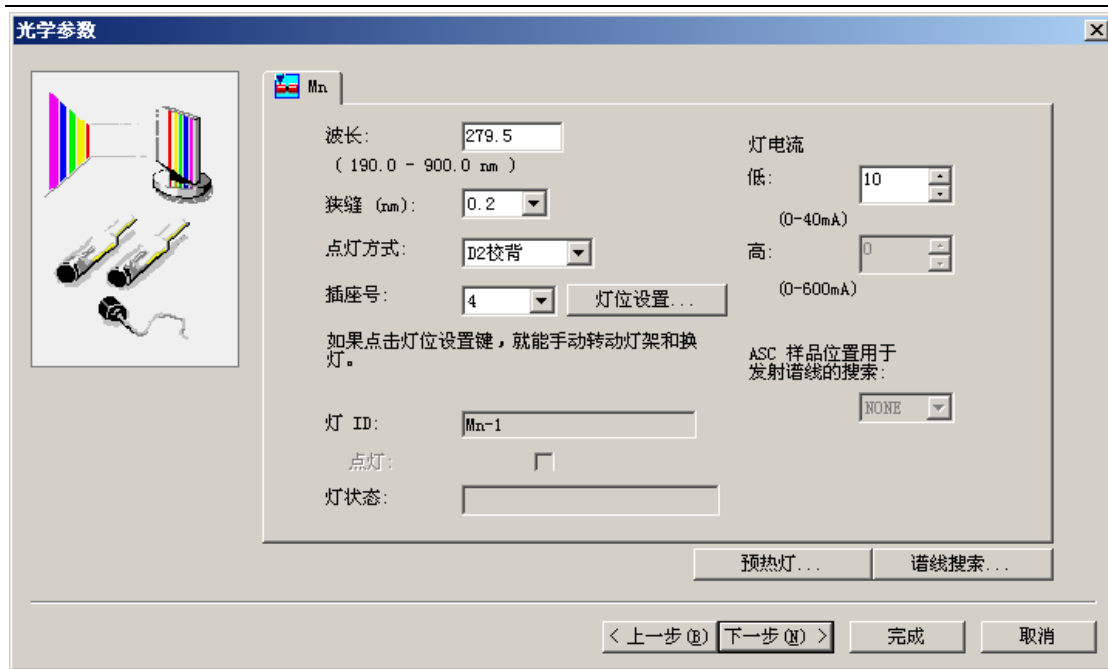 光学参数
Mn
波长: 279.5
( 190.0 - 900.0 nm )
狭缝 (nm): 0.2
点灯方式: D2校背
插座号: 4 灯位设置...
如果点击灯位设置键,就能手动转动灯架和换
灯。
灯 ID: Mn-1
点灯:
灯状态:
灯电流
低: 10
(0-40mA)
高: 0
(0-600mA)
ASC 样品位置用于
发射谱线的搜索:
NONE
预热灯... 谱线搜索...
< 上一步(B) 下一步(N) > 完成 取消